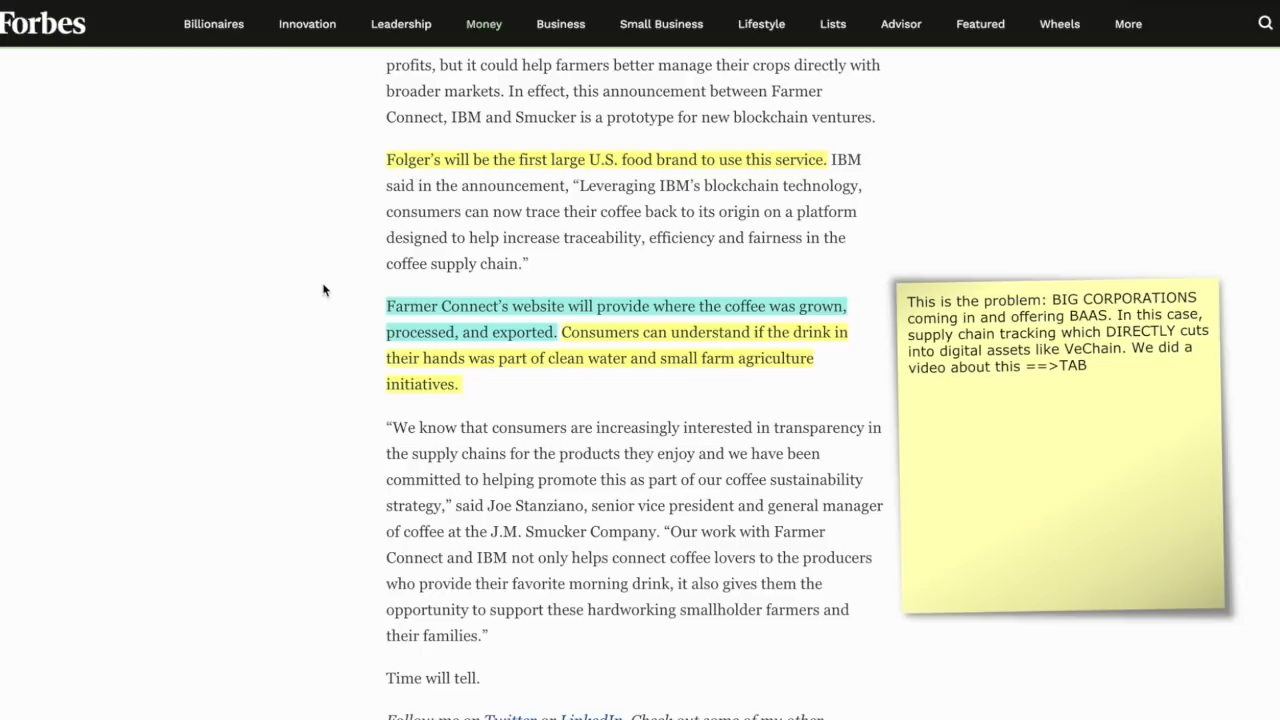 Forbes
Billionaires Innovation Leadership Money Business Small Business Lifestyle Lists Advisor Featured Wheels More
profits, but it could help farmers better manage their crops directly with
broader markets. In effect, this announcement between Farmer
Connect, IBM and Smucker is a prototype for new blockchain ventures.
Folger’s will be the first large U.S. food brand to use this service. IBM
said in the announcement, “Leveraging IBM’s blockchain technology,
consumers can now trace their coffee back to its origin on a platform
designed to help increase traceability, efficiency and fairness in the
coffee supply chain.”
Farmer Connect’s website will provide where the coffee was grown,
processed, and exported. Consumers can understand if the drink in
their hands was part of clean water and small farm agriculture
initiatives.
“We know that consumers are increasingly interested in transparency in
the supply chains for the products they enjoy and we have been
committed to helping promote this as part of our coffee sustainability
strategy,” said Joe Stanziano, senior vice president and general manager
of coffee at the J.M. Smucker Company. “Our work with Farmer
Connect and IBM not only helps connect coffee lovers to the producers
who provide their favorite morning drink, it also gives them the
opportunity to support these hardworking smallholder farmers and
their families.”
Time will tell.
Follow me on Twitter or LinkedIn. Check out some of my other
This is the problem: BIG CORPORATIONS
coming in and offering BAAS. In this case,
supply chain tracking which DIRECTLY cuts
into digital assets like VeChain. We did a
video about this ==>TAB